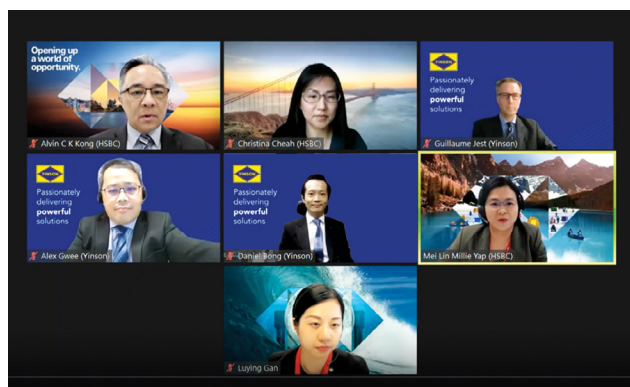 Opening up
a world of
opportunity.
Alvin C K Kong (HSBC)
Christina Cheah (HSBC)
YINSON
Passionately
delivering
powerful
solutions
Guillaume Jest (Yinson)
YINSON
Passionately
delivering
powerful
solutions
Alex Gwee (Yinson)
YINSON
Passionately
delivering
powerful
solutions
Daniel Bong (Yinson)
Mei Lin Millie Yap (HSBC)
Luying Gan